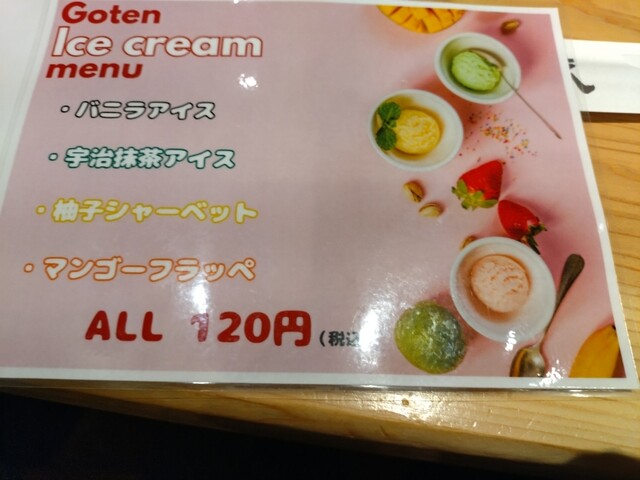 Goten
Ice cream
menu
・バニラアイス
・宇治抹茶アイス
・柚子シャーベット
・マンゴーフラッペ
ALL 120円(税込